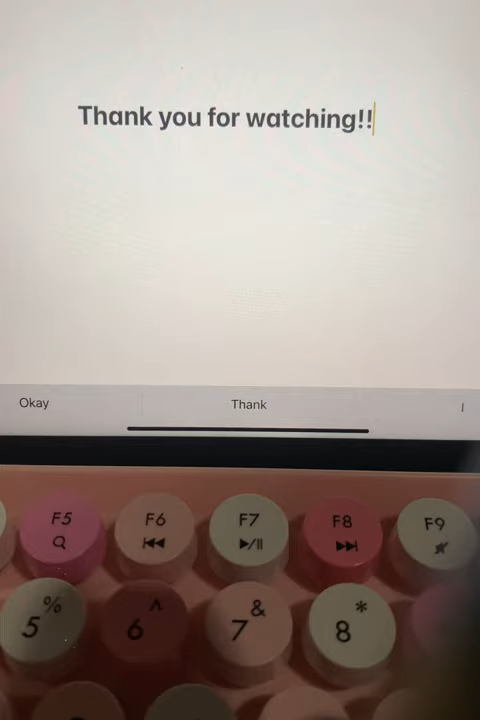 Thank you for watching!!
Okay Thank I
F5 F6 F7 F8 F9
% ^ & *
5 6 7 8